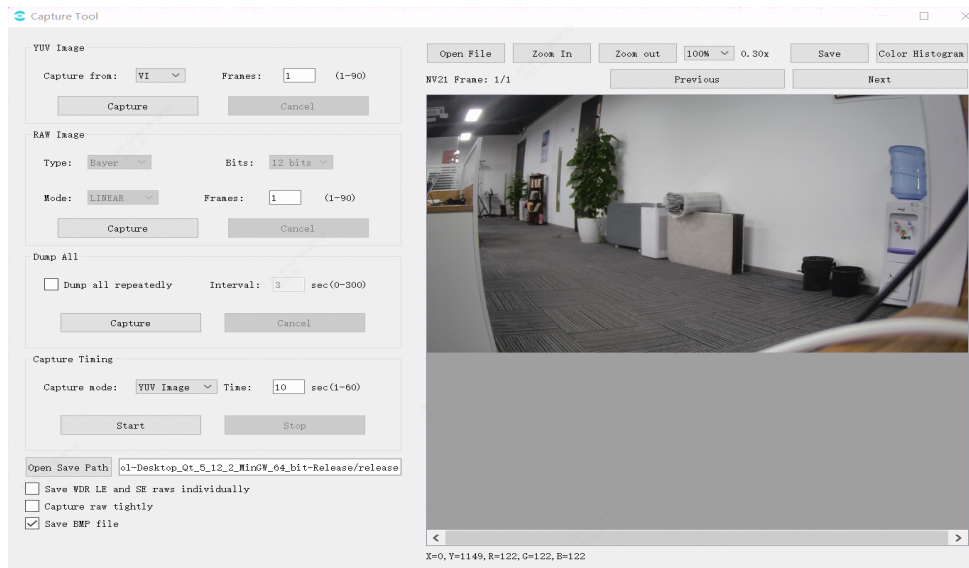 Capture Tool
YUV Image
Capture from: VI Frames: 1 (1-90)
Capture Cancel
RAW Image
Type: Bayer Bits: 12 bits
Mode: LINEAR Frames: 1 (1-90)
Capture Cancel
Dump All
Dump all repeatedly Interval: 3 sec(0-300)
Capture Cancel
Capture Timing
Capture mode: YUV Image Time: 10 sec(1-60)
Start Stop
Open Save Path ol-Desktop_Qt_5_12_2_MinGW_64_bit-Release/release
Save WDR LE and SE raws individually
Capture raw tightly
Save BMP file
Open File Zoom In Zoom out 100% 0.30x Save Color Histogram
NV21 Frame: 1/1 Previous Next
X=0,Y=1149,R=122,G=122,B=122